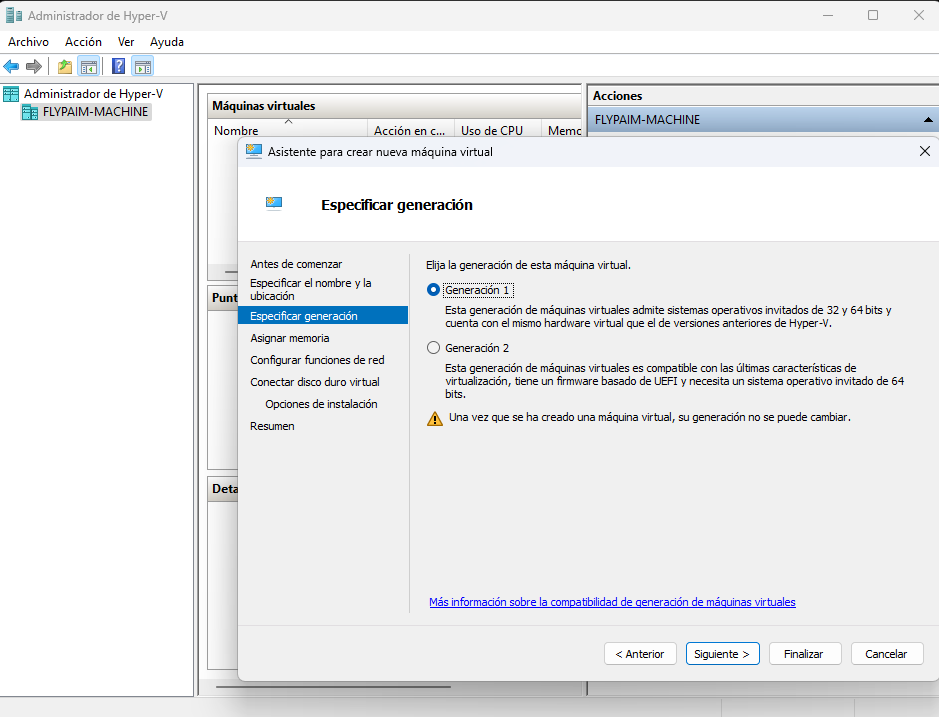 Administrador de Hyper-V
Archivo Acción Ver Ayuda
Administrador de Hyper-V
FLYPAIM-MACHINE
Máquinas virtuales
Nombre Acción en c... Uso de CPU Memo
Acciones
FLYPAIM-MACHINE
Punt
Deta
Asistente para crear nueva máquina virtual
Especificar generación
Antes de comenzar
Especificar el nombre y la
ubicación
Especificar generación
Asignar memoria
Configurar funciones de red
Conectar disco duro virtual
Opciones de instalación
Resumen
Elija la generación de esta máquina virtual.
Generación 1
Esta generación de máquinas virtuales admite sistemas operativos invitados de 32 y 64 bits y
cuenta con el mismo hardware virtual que el de versiones anteriores de Hyper-V.
Generación 2
Esta generación de máquinas virtuales es compatible con las últimas características de
virtualización, tiene un firmware basado de UEFI y necesita un sistema operativo invitado de 64
bits.
Una vez que se ha creado una máquina virtual, su generación no se puede cambiar.
Más información sobre la compatibilidad de generación de máquinas virtuales
< Anterior Siguiente > Finalizar Cancelar